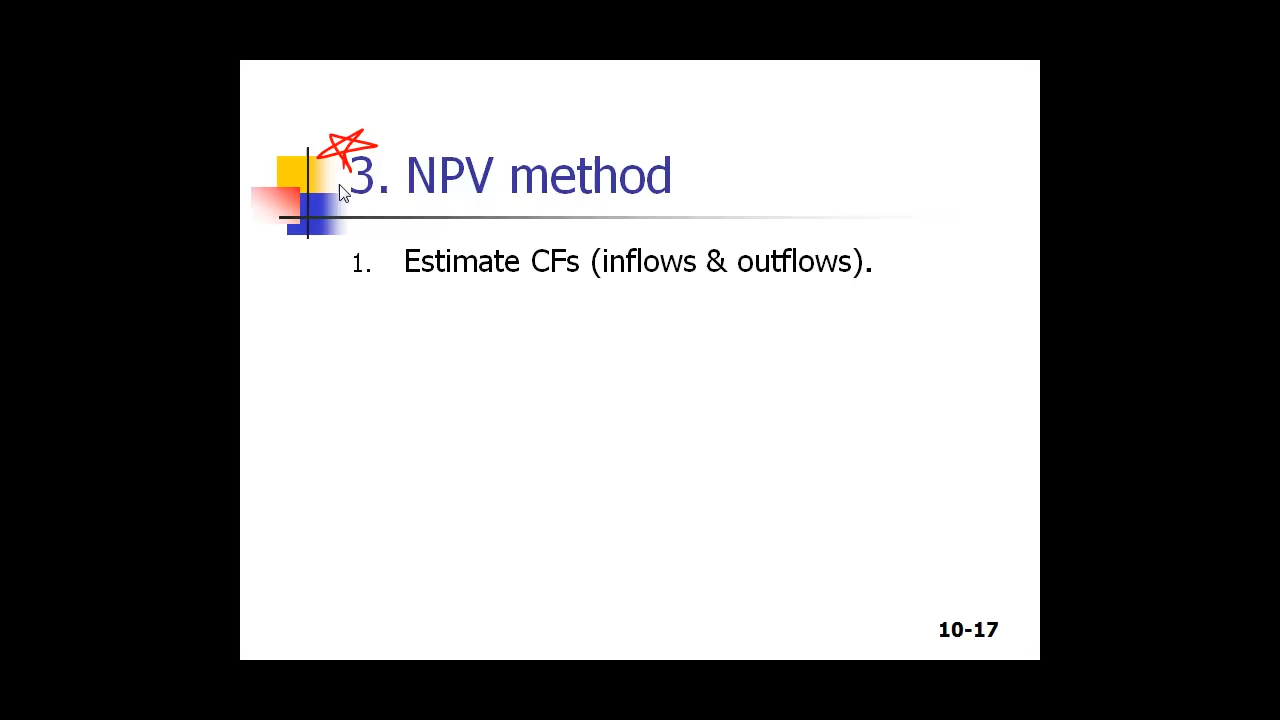 3. NPV method
1. Estimate CFs (inflows & outflows).
10-17